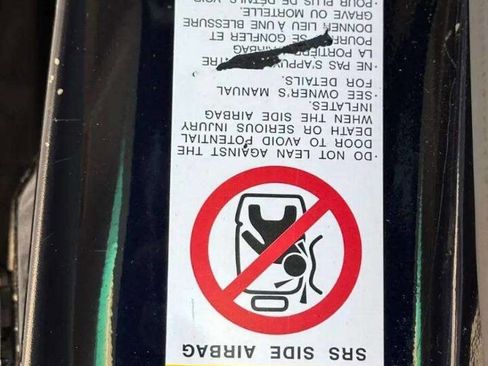 SRS SIDE AIRBAG
·DO NOT LEAN AGAINST THE
DOOR TO AVOID POTENTIAL
DEATH OR SERIOUS INJURY
WHEN THE SIDE AIRBAG
INFLATES.
·SEE OWNER'S MANUAL
FOR DETAILS.
·NE PAS
LA AIRBAG
SE GONFLER ET
DONNER LIEU À UNE BLESSURE
GRAVE OU MORTELLE.
·POUR PLUS DE DÉTAILS, VOIR